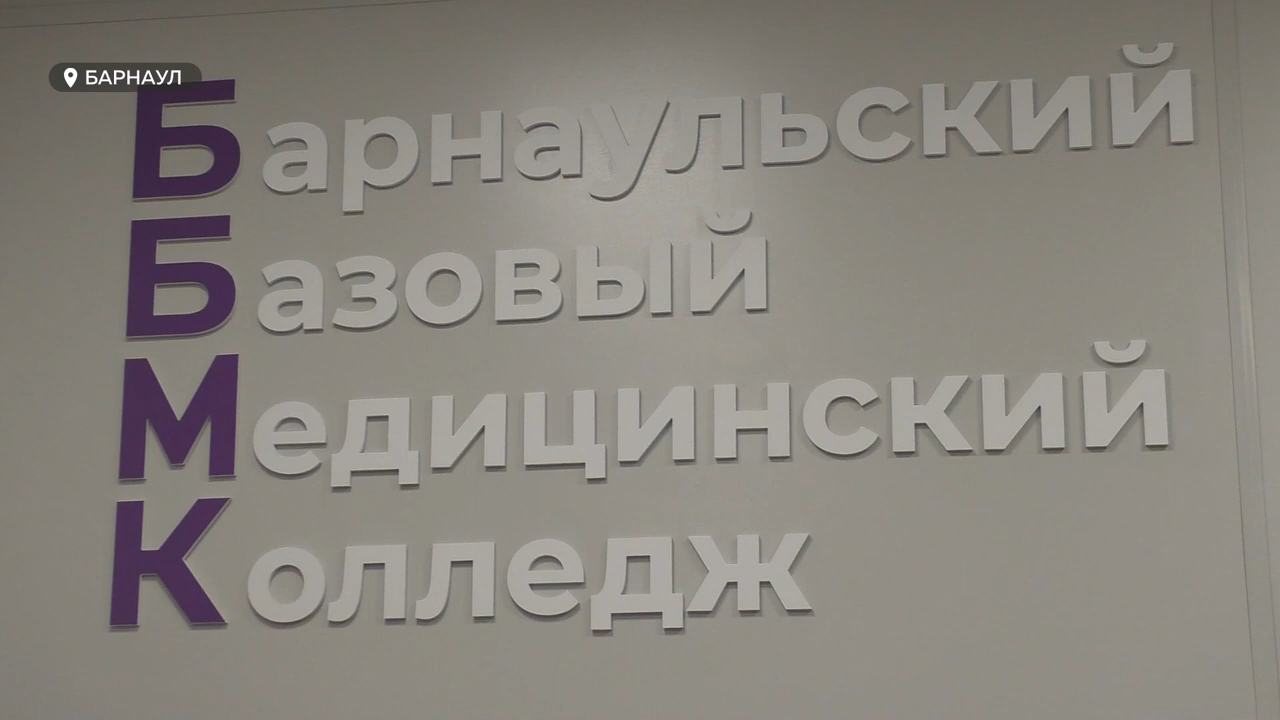 БАРНАУЛ
Барнаульский
Базовый
Медицинский
Колледж